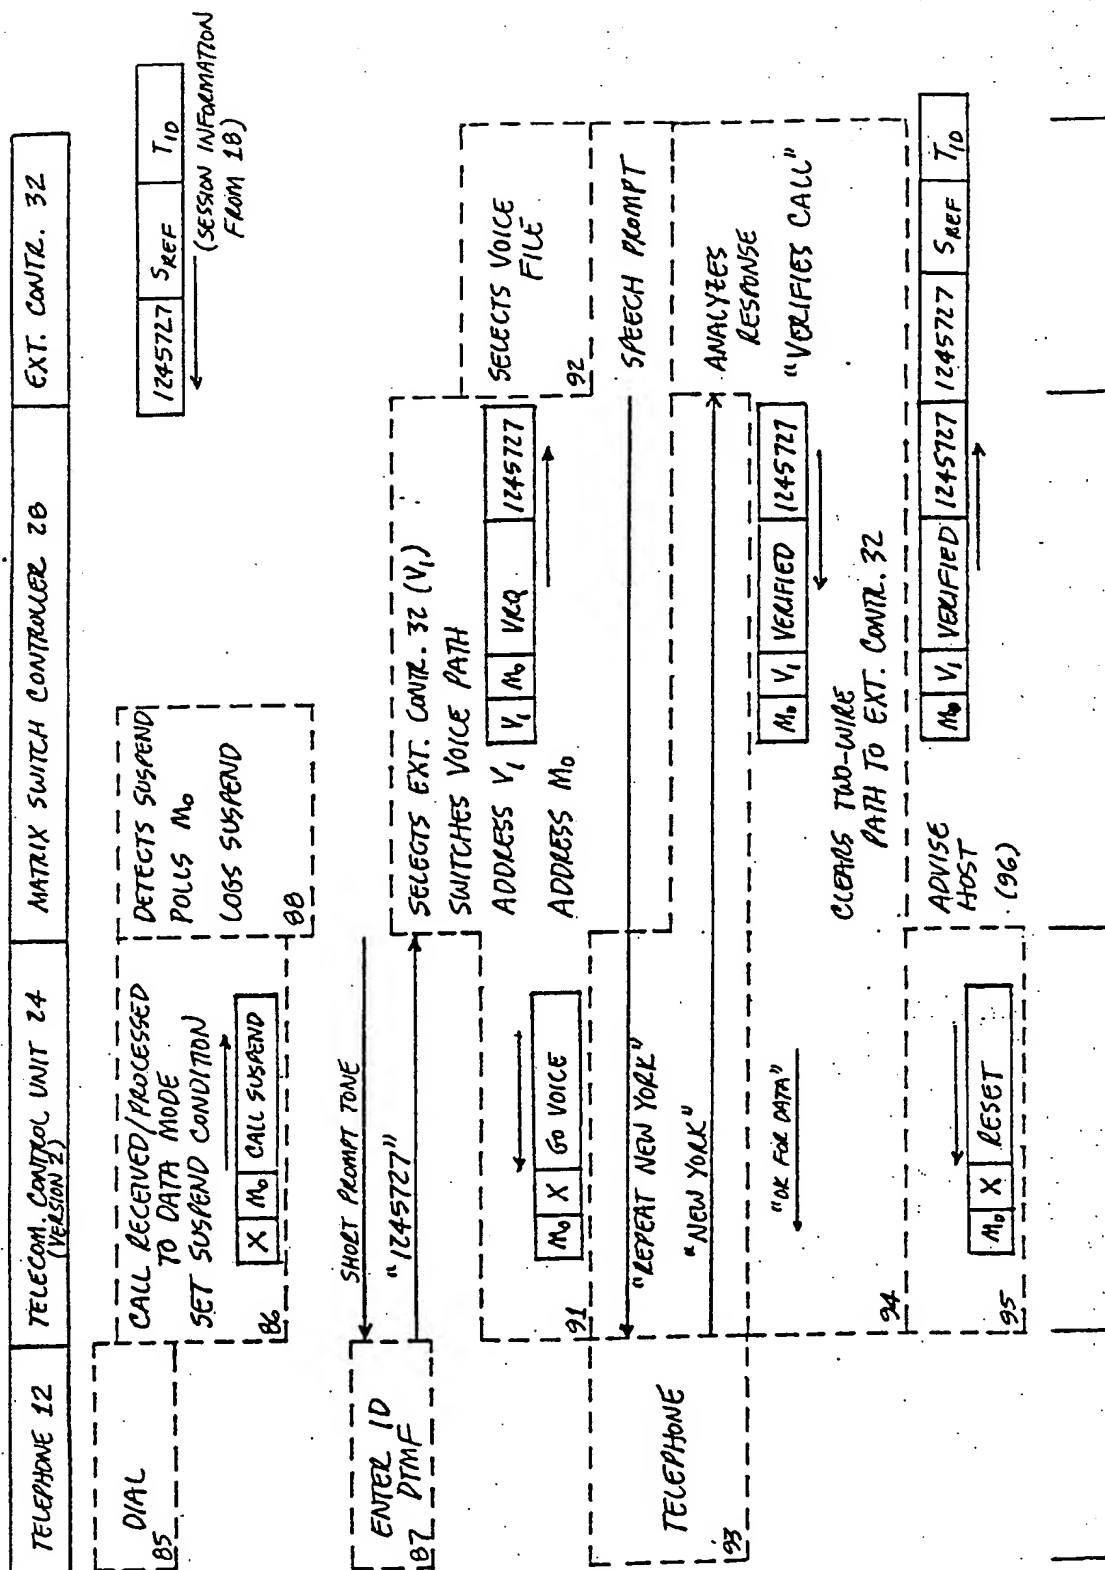 TELEPHONE 12
TELECOM. CONTROL UNIT 24
(VERSION 2)
MATRIX SWITCH CONTROLLER 28
EXT. CONTR. 32
DIAL
85
CALL RECEIVED/PROCESSED
TO DATA MODE
SET SUSPEND CONDITION
X M₀ CALL SUSPEND
86
DETECTS SUSPEND
POLLS M₀
LOGS SUSPEND
88
1245727 SREF TID
(SESSION INFORMATION
FROM 18)
SHORT PROMPT TONE
ENTER ID
DTMF
87
"1245727"
SELECTS EXT. CONTR. 32 (V₁)
SWITCHES VOICE PATH
ADDRESS V₁
ADDRESS M₀
V₁ M₀ VRQ 1245727
SELECTS VOICE
FILE
92
M₀ X GO VOICE
91
SPEECH PROMPT
"REPEAT NEW YORK"
TELEPHONE
93
"NEW YORK"
ANALYZES
RESPONSE
"VERIFIES CALL"
M₀ V₁ VERIFIED 1245727
"OK FOR DATA"
CLEARS TWO-WIRE
PATH TO EXT. CONTR. 32
94
M₀ X RESET
95
ADVISE
HOST
(96)
M₀ V₁ VERIFIED 1245727 1245727 SREF TID